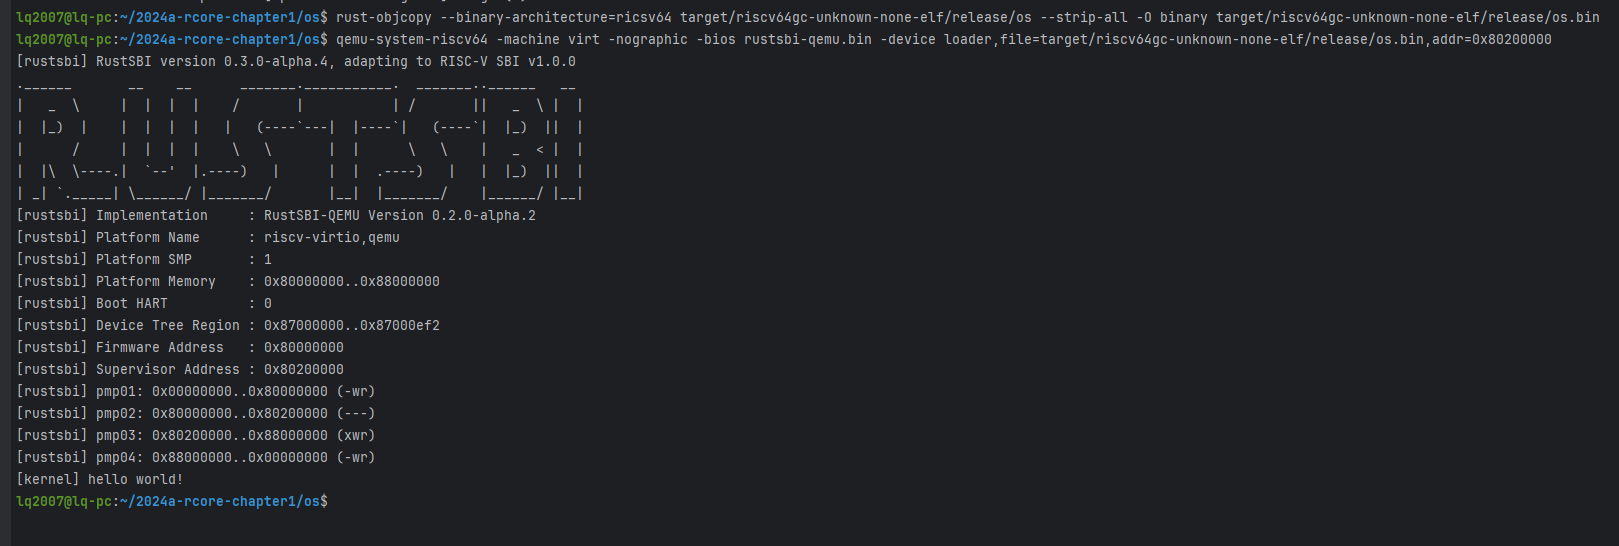 lq2007@lq-pc:~/2024a-rcore-chapter1/os$ rust-objcopy --binary-architecture=ricsv64 target/riscv64gc-unknown-none-elf/release/os --strip-all -O binary target/riscv64gc-unknown-none-elf/release/os.bin
lq2007@lq-pc:~/2024a-rcore-chapter1/os$ qemu-system-riscv64 -machine virt -nographic -bios rustsbi-qemu.bin -device loader,file=target/riscv64gc-unknown-none-elf/release/os.bin,addr=0x80200000
[rustsbi] RustSBI version 0.3.0-alpha.4, adapting to RISC-V SBI v1.0.0
.______       __    __      _______.___________.  _______..______   __
|   _  \     |  |  |  |    /       |           | /       ||   _  \ |  |
|  |_)  |    |  |  |  |   |   (----`---|  |----`|   (----`|  |_)  ||  |
|      /     |  |  |  |    \   \       |  |      \   \    |   _  < |  |
|  |\  \----.|  `--'  |.----)   |      |  |  .----)   |   |  |_)  ||  |
| _| `._____| \______/ |_______/       |__|  |_______/    |______/ |__|
[rustsbi] Implementation     : RustSBI-QEMU Version 0.2.0-alpha.2
[rustsbi] Platform Name      : riscv-virtio,qemu
[rustsbi] Platform SMP       : 1
[rustsbi] Platform Memory    : 0x80000000..0x88000000
[rustsbi] Boot HART          : 0
[rustsbi] Device Tree Region : 0x87000000..0x87000ef2
[rustsbi] Firmware Address   : 0x80000000
[rustsbi] Supervisor Address : 0x80200000
[rustsbi] pmp01: 0x00000000..0x80000000 (-wr)
[rustsbi] pmp02: 0x80000000..0x80200000 (---)
[rustsbi] pmp03: 0x80200000..0x88000000 (xwr)
[rustsbi] pmp04: 0x88000000..0x00000000 (-wr)
[kernel] hello world!
lq2007@lq-pc:~/2024a-rcore-chapter1/os$